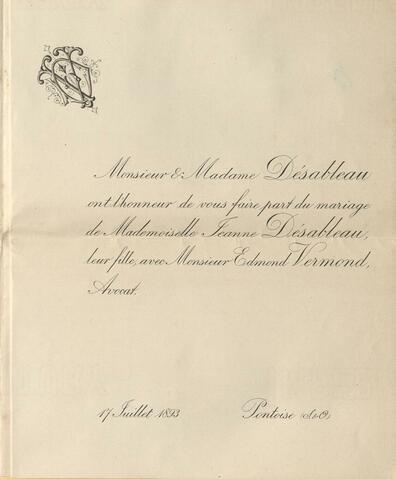 Monsieur & Madame Désableau
ont l'honneur de vous faire part du mariage
de Mademoiselle Jeanne Désableau,
leur fille, avec Monsieur Edmond Vermond,
Avocat.
17 Juillet 1893 Pontoise (S-&-O)